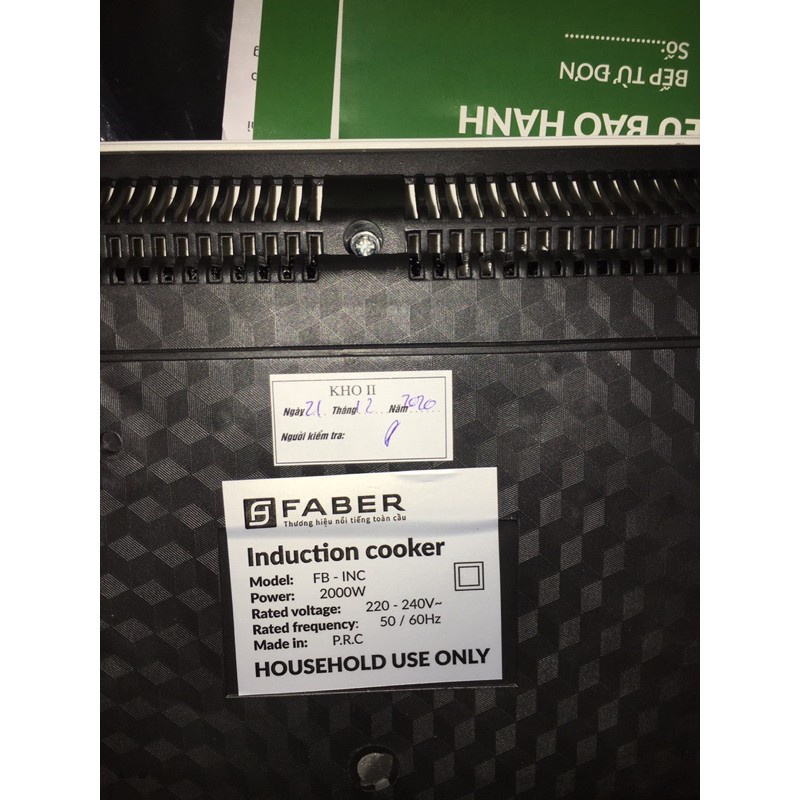 Số:
BẾP TỪ ĐƠN
ẾU BẢO HÀNH
KHO II
Ngày 21 Tháng 12 Năm 2020
Người kiểm tra:
FABER
Thương hiệu nổi tiếng toàn cầu
Induction cooker
Model: FB - INC
Power: 2000W
Rated voltage: 220 - 240V~
Rated frequency: 50 / 60Hz
Made in: P.R.C
HOUSEHOLD USE ONLY